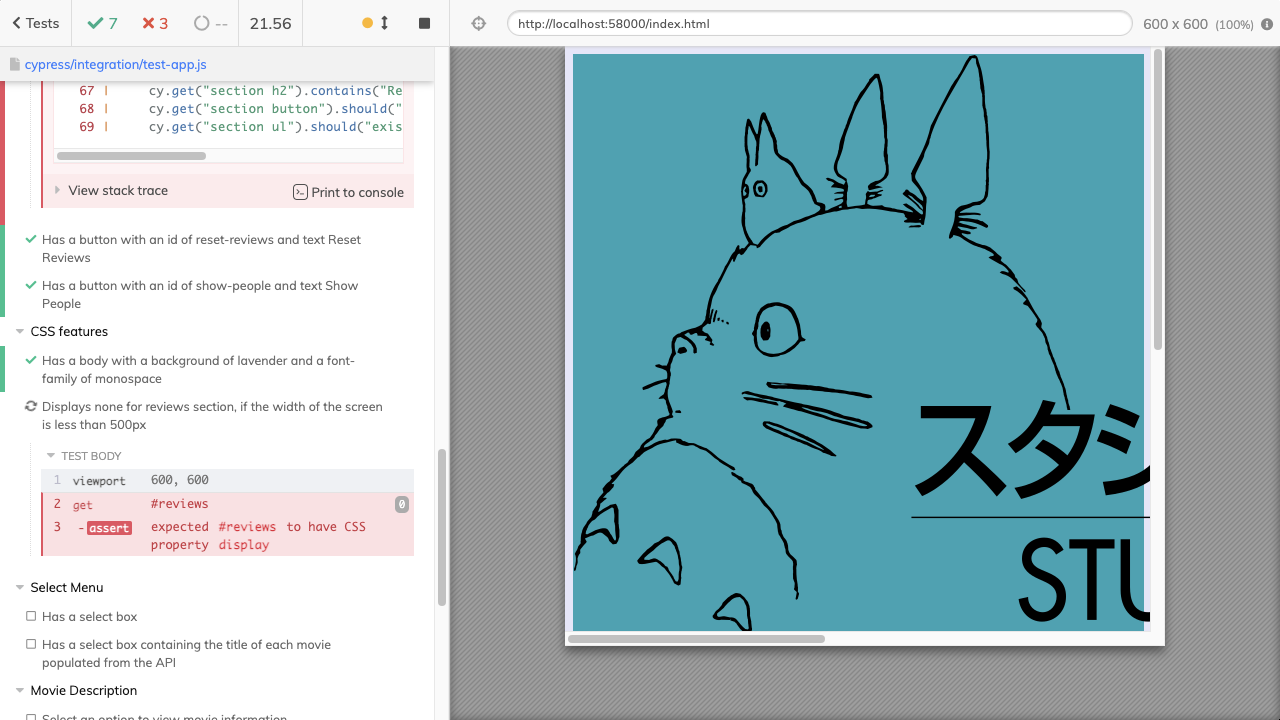 Tests
7
3
--
21.56
http://localhost:58000/index.html
600 x 600 (100%)
cypress/integration/test-app.js
67 | cy.get("section h2").contains("Re
68 | cy.get("section button").should("
69 | cy.get("section ul").should("exis
View stack trace
Print to console
Has a button with an id of reset-reviews and text Reset
Reviews
Has a button with an id of show-people and text Show
People
CSS features
Has a body with a background of lavender and a font-
family of monospace
Displays none for reviews section, if the width of the screen
is less than 500px
TEST BODY
1 viewport 600, 600
2 get #reviews 0
3 -assert expected #reviews to have CSS
property display
Select Menu
Has a select box
Has a select box containing the title of each movie
populated from the API
Movie Description
Select an option to view movie information
スタジ
STU